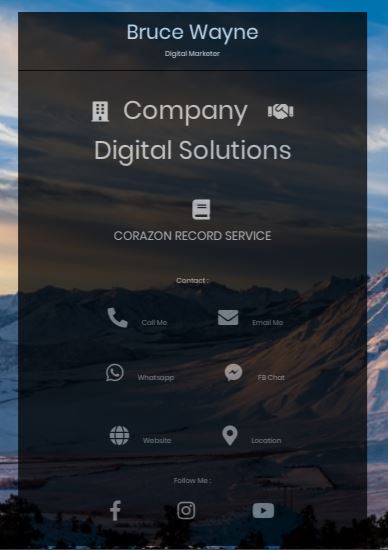 Bruce Wayne
Digital Marketer
Company
Digital Solutions
CORAZON RECORD SERVICE
Contact :
Call Me
Email Me
Whatsapp
FB Chat
Website
Location
Follow Me :